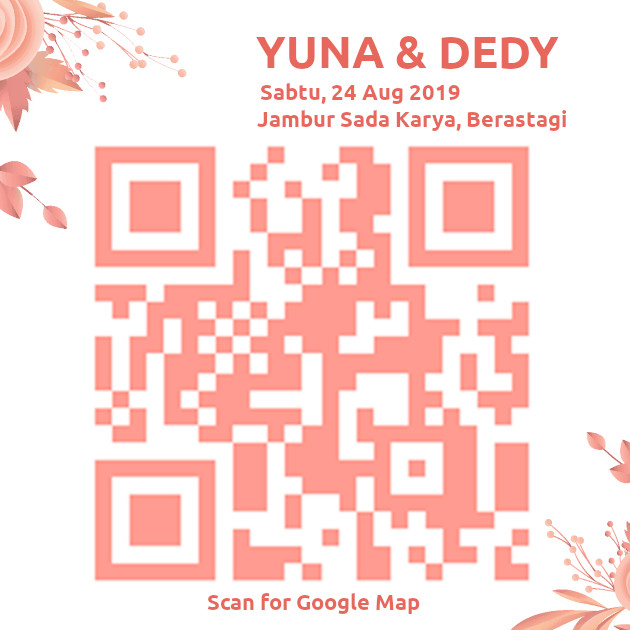 YUNA & DEDY
Sabtu, 24 Aug 2019
Jambur Sada Karya, Berastagi
Scan for Google Map